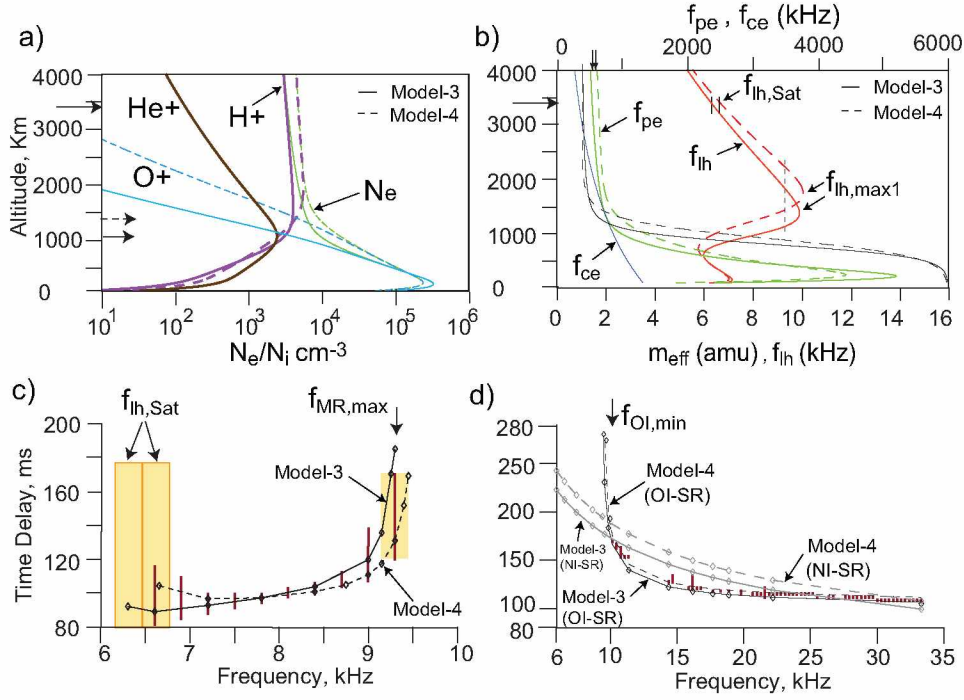 a)
4000
3000
2000
1000
0
Altitude, Km
He+
H+
O+
Ne
Model-3
Model-4
10^1
10^2
10^3
10^4
10^5
10^6
Ne/Ni cm-3
b)
fpe , fce (kHz)
0
2000
4000
6000
4000
3000
2000
1000
0
Model-3
Model-4
flh,Sat
fpe
flh
flh,max1
fce
0
2
4
6
8
10
12
14
16
meff (amu) , flh (kHz)
c)
flh,Sat
fMR,max
200
160
120
80
Time Delay, ms
Model-3
Model-4
6
7
8
9
10
Frequency, kHz
d)
fOI,min
280
250
200
150
100
80
Model-4
(OI-SR)
Model-3
(NI-SR)
Model-4
(NI-SR)
Model-3
(OI-SR)
6
10
15
20
25
30
35
Frequency, kHz